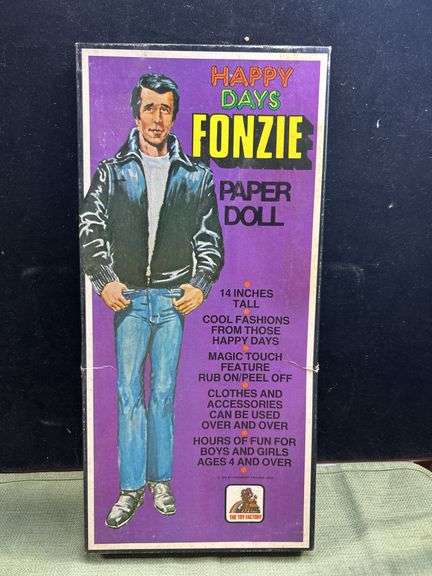 HAPPY
DAYS
FONZIE
PAPER
DOLL
14 INCHES
TALL
COOL FASHIONS
FROM THOSE
HAPPY DAYS
MAGIC TOUCH
FEATURE
RUB ON/PEEL OFF
CLOTHES AND
ACCESSORIES
CAN BE USED
OVER AND OVER
HOURS OF FUN FOR
BOYS AND GIRLS
AGES 4 AND OVER
THE TOY FACTORY